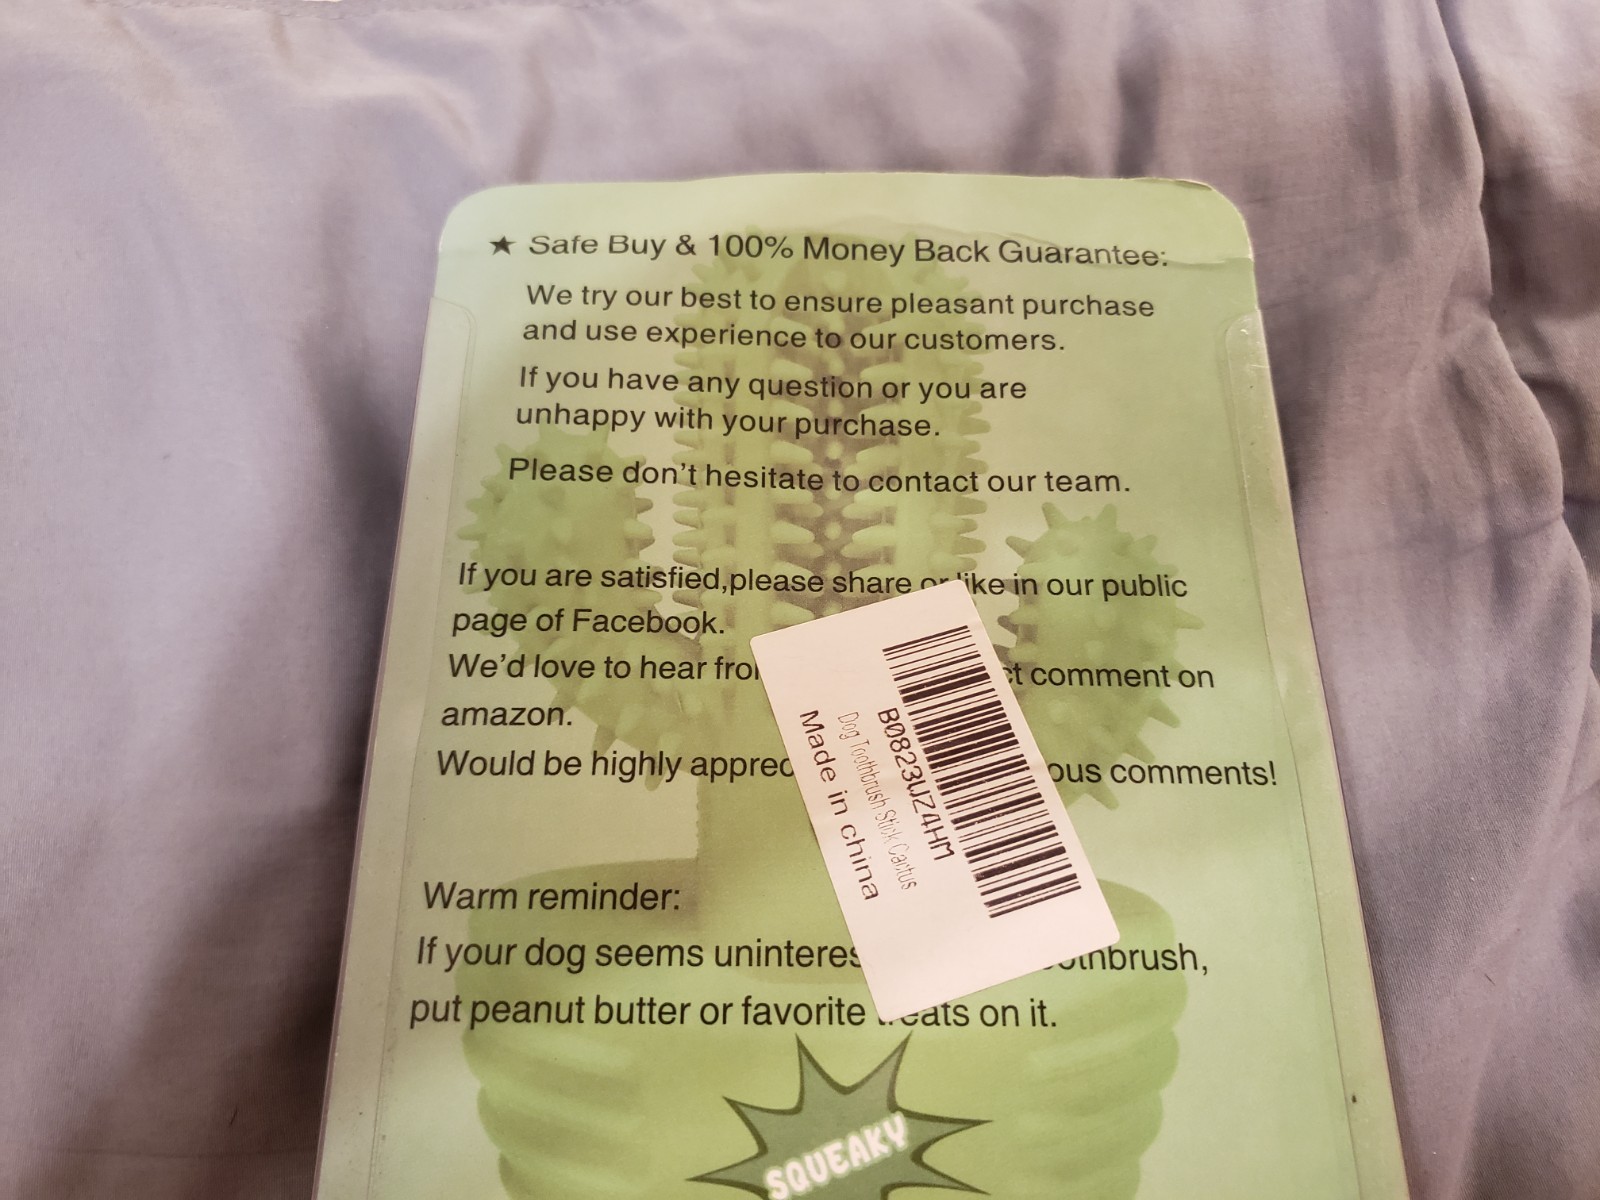 ★ Safe Buy & 100% Money Back Guarantee:
We try our best to ensure pleasant purchase
and use experience to our customers.
If you have any question or you are
unhappy with your purchase.
Please don't hesitate to contact our team.
If you are satisfied,please share or like in our public
page of Facebook.
We'd love to hear comment on
amazon.
Would be highly comments!
B0823WZ4HM
Dog Toothbrush Stick Cactus
Made in china
Warm reminder:
If your dog seems
put peanut butter or favorite treats on it.
SQUEAKY